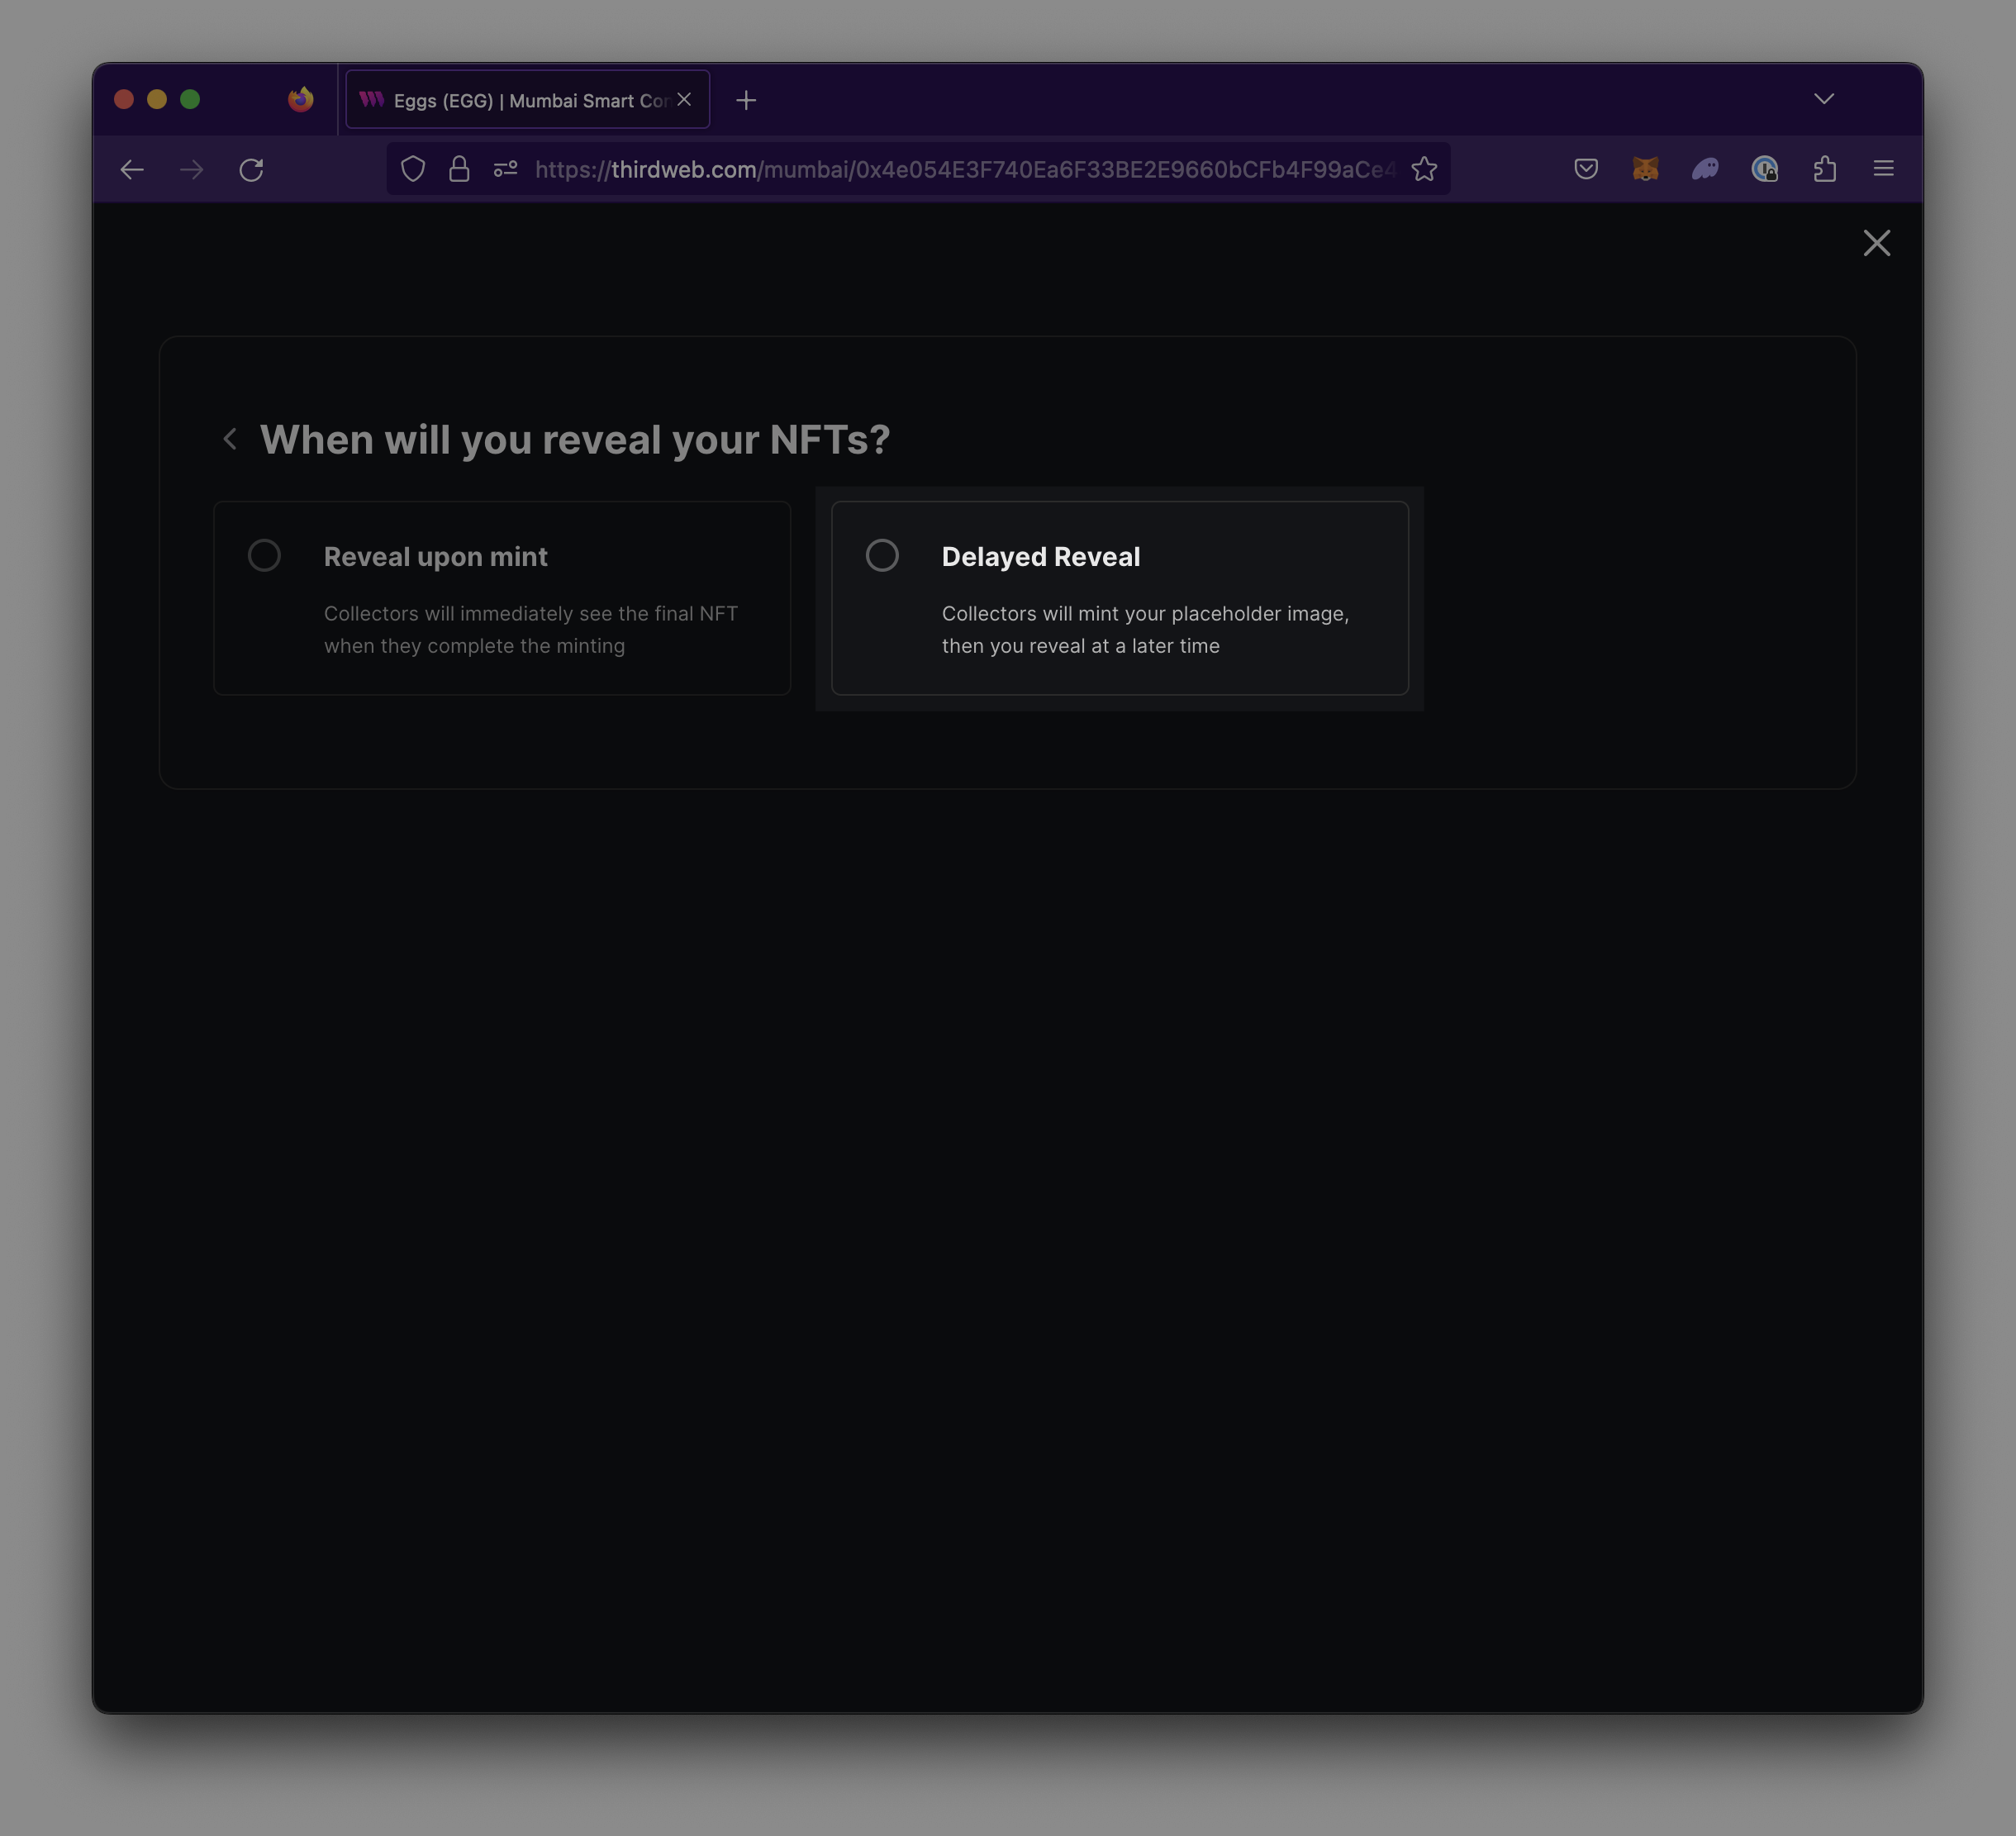 Eggs (EGG) | Mumbai Smart Con
https://thirdweb.com/mumbai/0x4e054E3F740Ea6F33BE2E9660bCFb4F99aCe4
When will you reveal your NFTs?
Reveal upon mint
Collectors will immediately see the final NFT
when they complete the minting
Delayed Reveal
Collectors will mint your placeholder image,
then you reveal at a later time